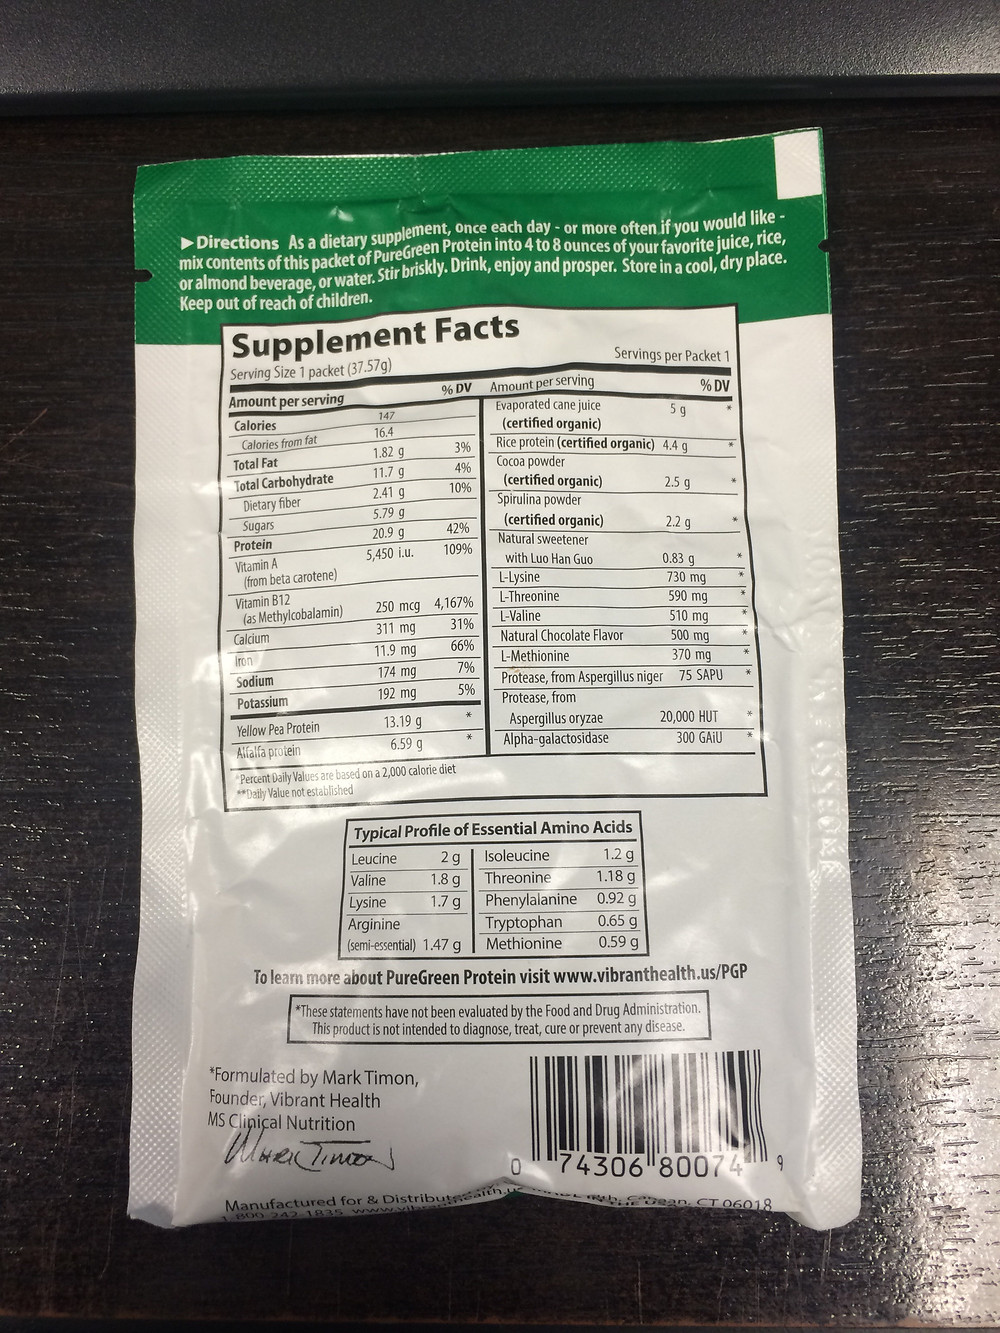 ►Directions As a dietary supplement, once each day - or more often if you would like -
mix contents of this packet of PureGreen Protein into 4 to 8 ounces of your favorite juice, rice,
or almond beverage, or water. Stir briskly. Drink, enjoy and prosper. Store in a cool, dry place.
Keep out of reach of children.
Supplement Facts
Serving Size 1 packet (37.57g)
Servings per Packet 1
Amount per serving % DV
Calories 147
Calories from fat 16.4
Total Fat 1.82 g 3%
Total Carbohydrate 11.7 g 4%
Dietary fiber 2.41 g 10%
Sugars 5.79 g
Protein 20.9 g 42%
Vitamin A 5,450 i.u. 109%
(from beta carotene)
Vitamin B12
(as Methylcobalamin) 250 mcg 4,167%
Calcium 311 mg 31%
Iron 11.9 mg 66%
Sodium 174 mg 7%
Potassium 192 mg 5%
Yellow Pea Protein 13.19 g *
Alfalfa protein 6.59 g *
Amount per serving % DV
Evaporated cane juice 5 g *
(certified organic)
Rice protein (certified organic) 4.4 g *
Cocoa powder
(certified organic) 2.5 g *
Spirulina powder
(certified organic) 2.2 g *
Natural sweetener
with Luo Han Guo 0.83 g *
L-Lysine 730 mg *
L-Threonine 590 mg *
L-Valine 510 mg *
Natural Chocolate Flavor 500 mg *
L-Methionine 370 mg *
Protease, from Aspergillus niger 75 SAPU *
Protease, from
Aspergillus oryzae 20,000 HUT *
Alpha-galactosidase 300 GAiU *
*Percent Daily Values are based on a 2,000 calorie diet
**Daily Value not established
Typical Profile of Essential Amino Acids
Leucine 2 g Isoleucine 1.2 g
Valine 1.8 g Threonine 1.18 g
Lysine 1.7 g Phenylalanine 0.92 g
Arginine Tryptophan 0.65 g
(semi-essential) 1.47 g Methionine 0.59 g
To learn more about PureGreen Protein visit www.vibranthealth.us/PGP
*These statements have not been evaluated by the Food and Drug Administration.
This product is not intended to diagnose, treat, cure or prevent any disease.
*Formulated by Mark Timon,
Founder, Vibrant Health
MS Clinical Nutrition
Mark Timon
0 74306 80074 9
Manufactured for & CT 06018
1-800-242-1835